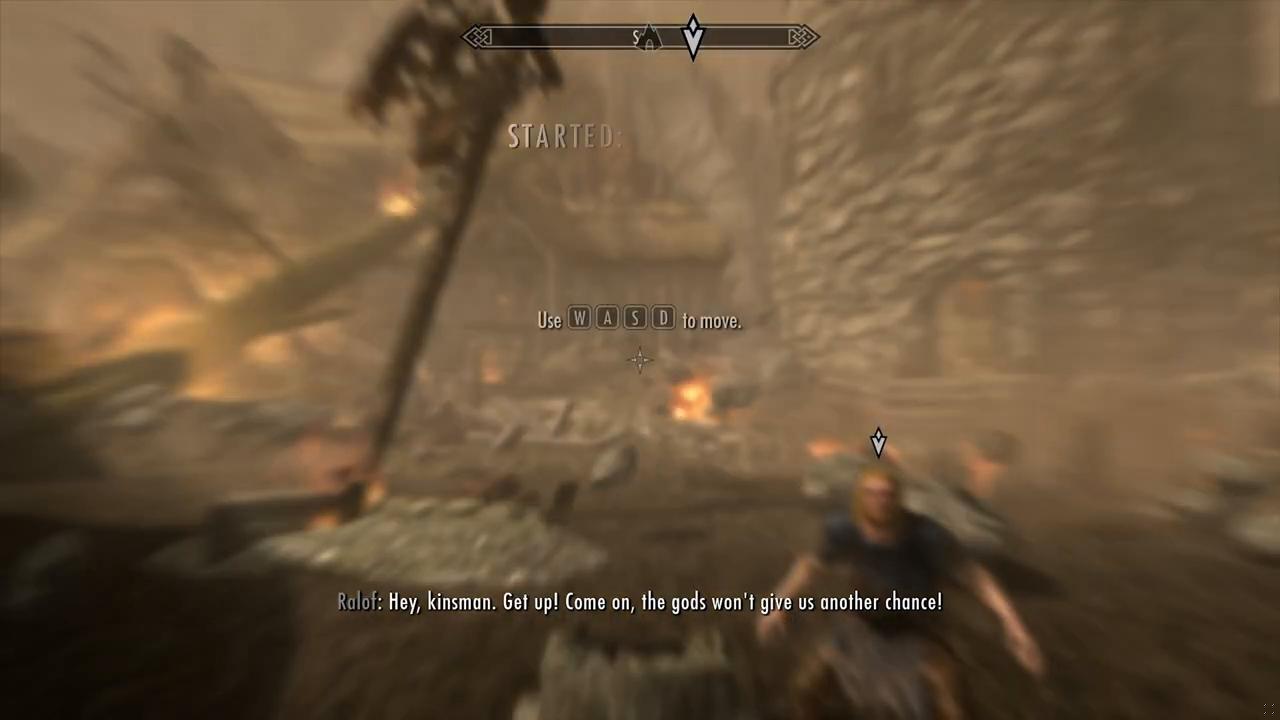 S
STARTED:
Use W A S D to move.
Ralof: Hey, kinsman. Get up! Come on, the gods won't give us another chance!